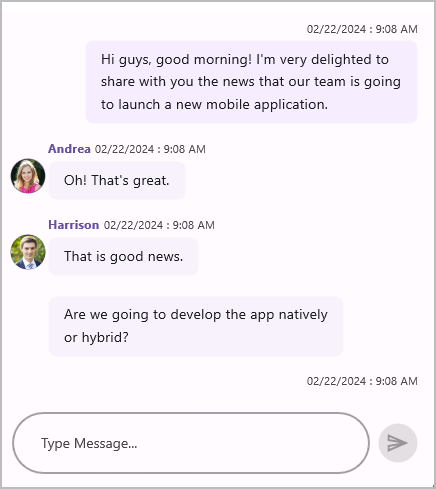 02/22/2024 : 9:08 AM
Hi guys, good morning! I'm very delighted to
share with you the news that our team is going
to launch a new mobile application.
Andrea 02/22/2024 : 9:08 AM
Oh! That's great.
Harrison 02/22/2024 : 9:08 AM
That is good news.
Are we going to develop the app natively
or hybrid?
02/22/2024 : 9:08 AM
Type Message...